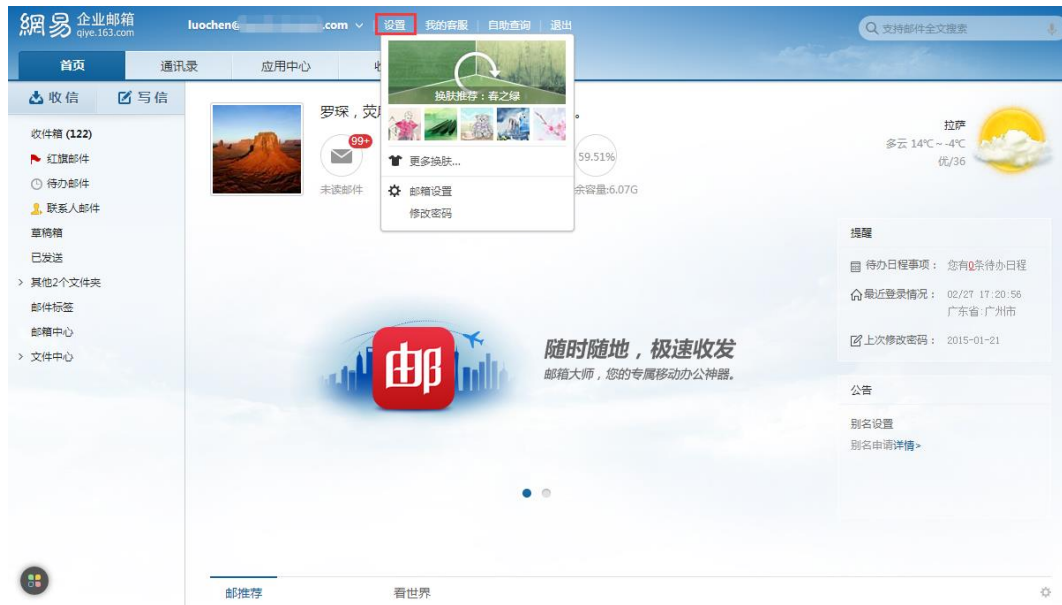 網易 企业邮箱
qiye.163.com
luochen@ .com 设置 我的客服 自助查询 退出
支持邮件全文搜索
首页 通讯录 应用中心
收信 写信
收件箱 (122)
红旗邮件
待办邮件
联系人邮件
草稿箱
已发送
其他2个文件夹
邮件标签
邮箱中心
文件中心
罗琛，荧
99+
未读邮件
换肤推荐：春之绿
更多换肤...
邮箱设置
修改密码
59.51%
余容量:6.07G
拉萨
多云 14℃~-4℃
优/36
提醒
待办日程事项： 您有0条待办日程
最近登录情况： 02/27 17:20:56
广东省:广州市
上次修改密码： 2015-01-21
公告
别名设置
别名申请详情>
邮
随时随地，极速收发
邮箱大师，您的专属移动办公神器。
邮推荐 看世界